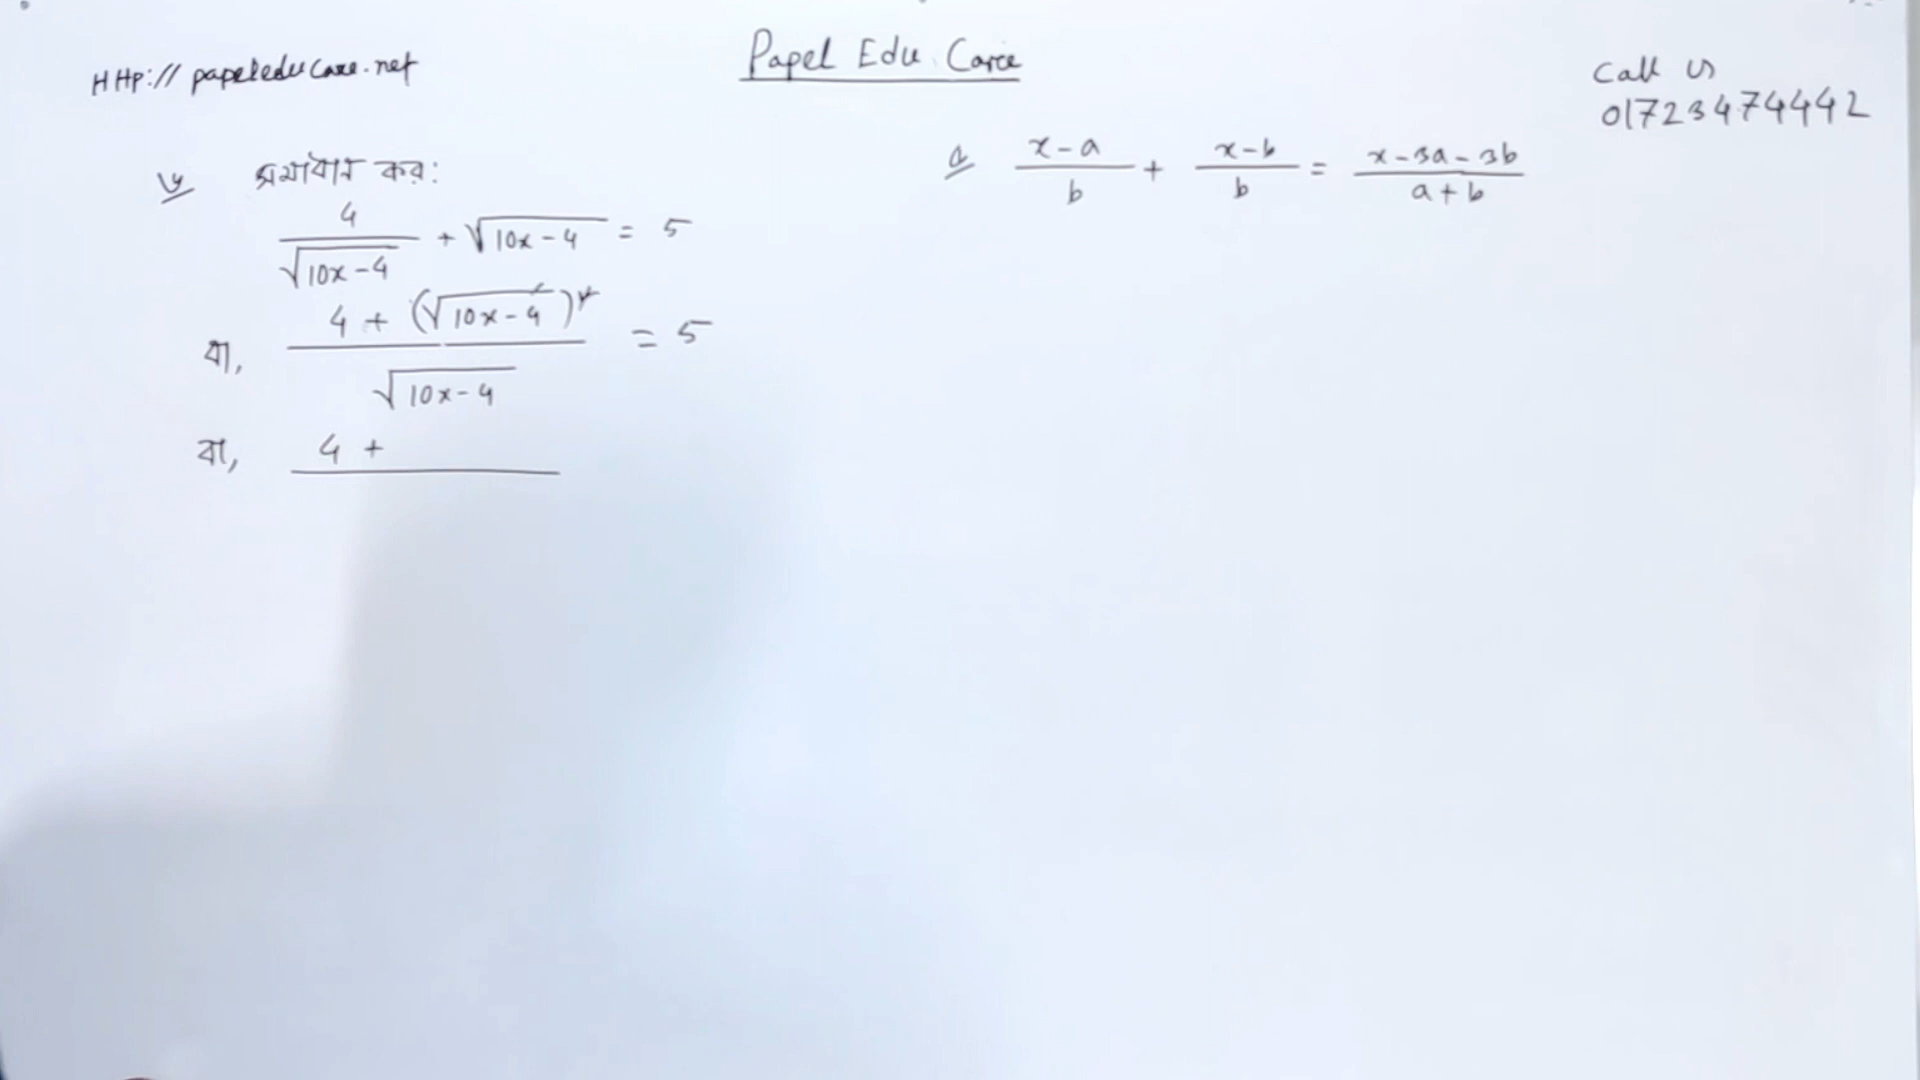 HHp://papeleducare.net
Papel Edu Care
Call us
01723474442
৬ সমাধান কর:
4/√(10x-4) + √(10x-4) = 5
বা, (4 + (√(10x-4))²)/√(10x-4) = 5
বা, 4 +
(x-a)/b + (x-b)/b = (x-3a-3b)/(a+b)